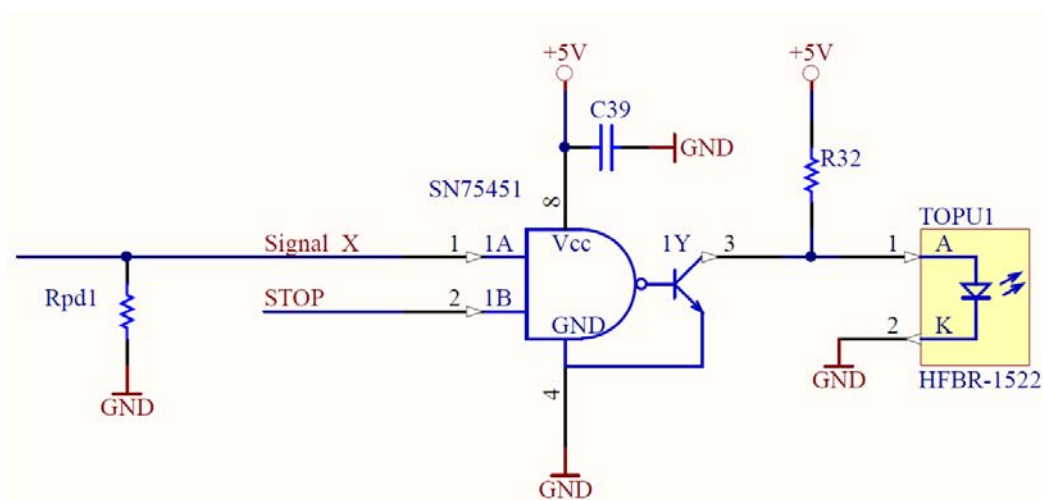 +5V
+5V
C39
GND
R32
SN75451
8
TOPU1
Signal_X
1
1A
Vcc
1Y
3
1
A
Rpd1
STOP
2
1B
GND
2
K
GND
HFBR-1522
GND
4
GND